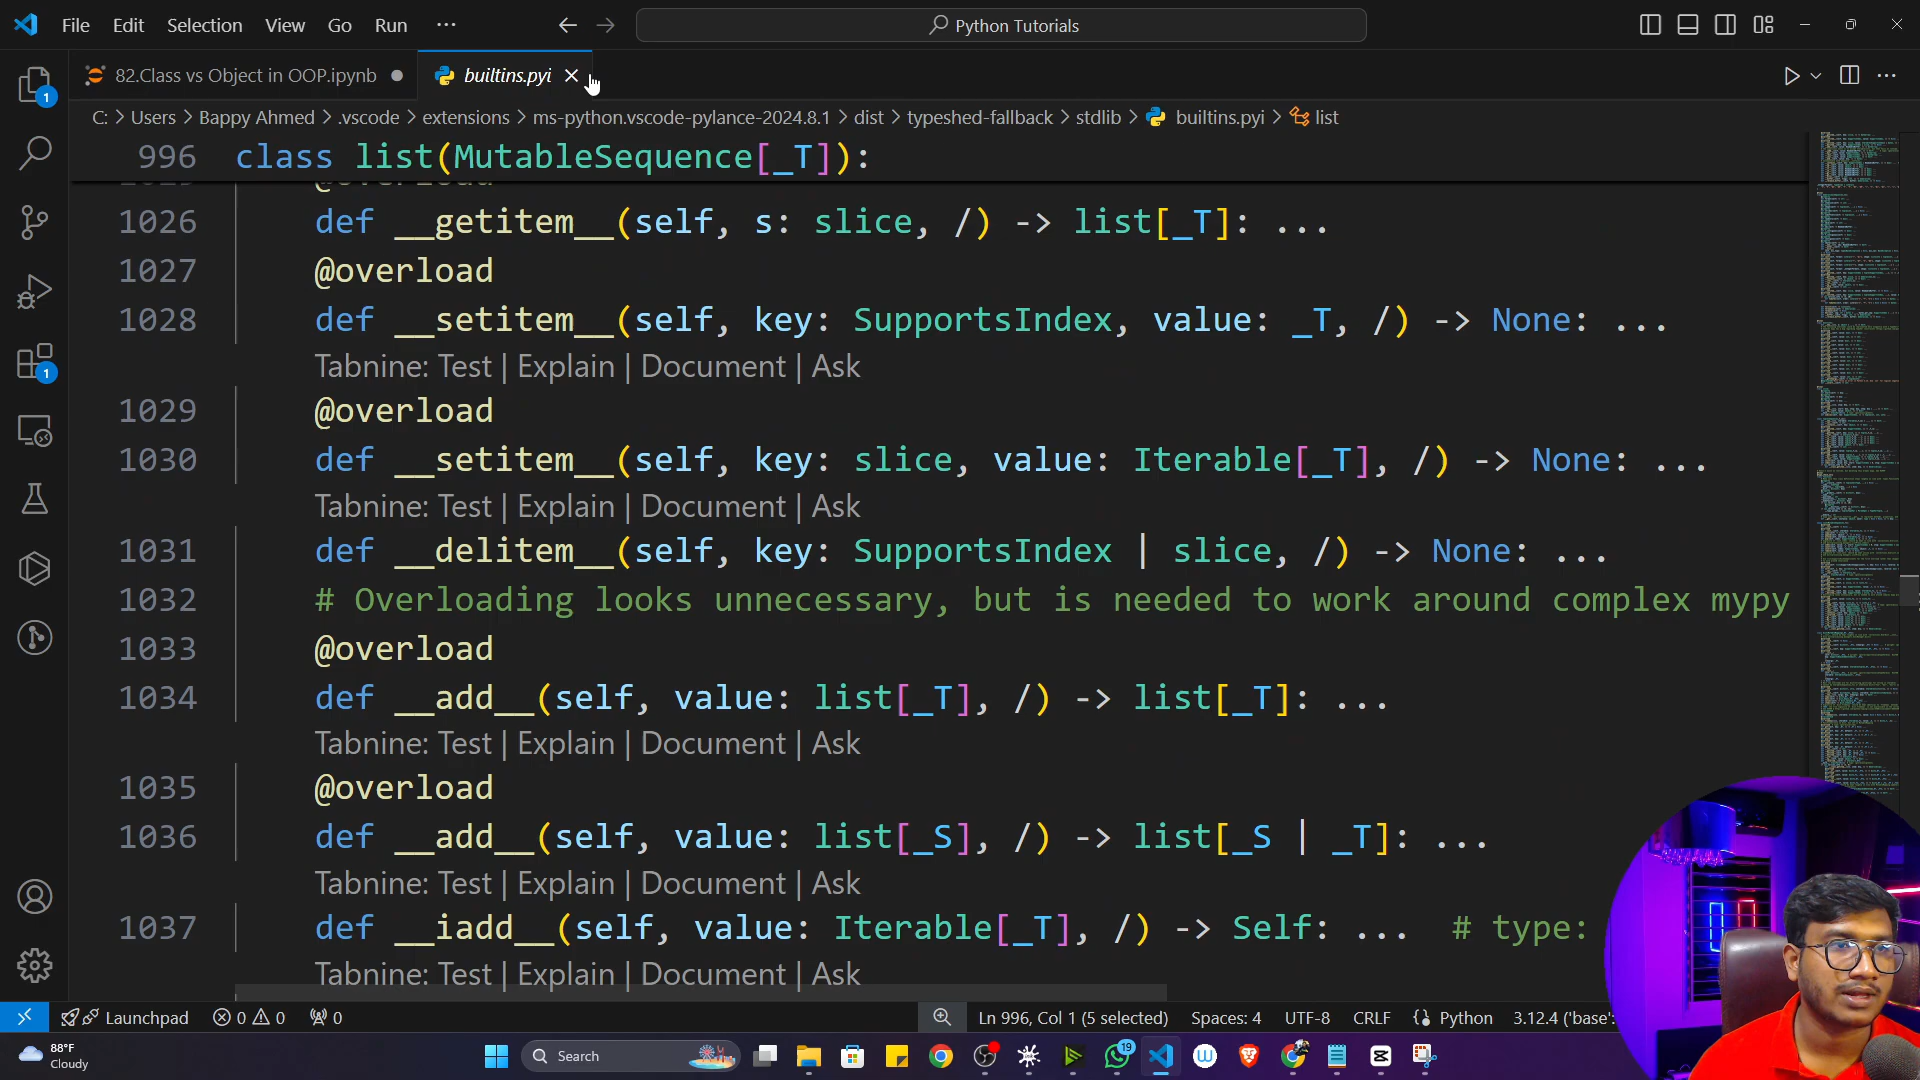 File Edit Selection View Go Run ··· Python Tutorials
82.Class vs Object in OOP.ipynb builtins.pyi
C: > Users > Bappy Ahmed > .vscode > extensions > ms-python.vscode-pylance-2024.8.1 > dist > typeshed-fallback > stdlib > builtins.pyi > list
996 class list(MutableSequence[_T]):
@overload
1026 def __getitem__(self, s: slice, /) -> list[_T]: ...
1027 @overload
1028 def __setitem__(self, key: SupportsIndex, value: _T, /) -> None: ...
Tabnine: Test | Explain | Document | Ask
1029 @overload
1030 def __setitem__(self, key: slice, value: Iterable[_T], /) -> None: ...
Tabnine: Test | Explain | Document | Ask
1031 def __delitem__(self, key: SupportsIndex | slice, /) -> None: ...
1032 # Overloading looks unnecessary, but is needed to work around complex mypy
1033 @overload
1034 def __add__(self, value: list[_T], /) -> list[_T]: ...
Tabnine: Test | Explain | Document | Ask
1035 @overload
1036 def __add__(self, value: list[_S], /) -> list[_S | _T]: ...
Tabnine: Test | Explain | Document | Ask
1037 def __iadd__(self, value: Iterable[_T], /) -> Self: ... # type:
Tabnine: Test | Explain | Document | Ask
1
1
Launchpad 0 0 0 Ln 996, Col 1 (5 selected) Spaces: 4 UTF-8 CRLF Python 3.12.4 ('base':
88°F
Cloudy
Search
19